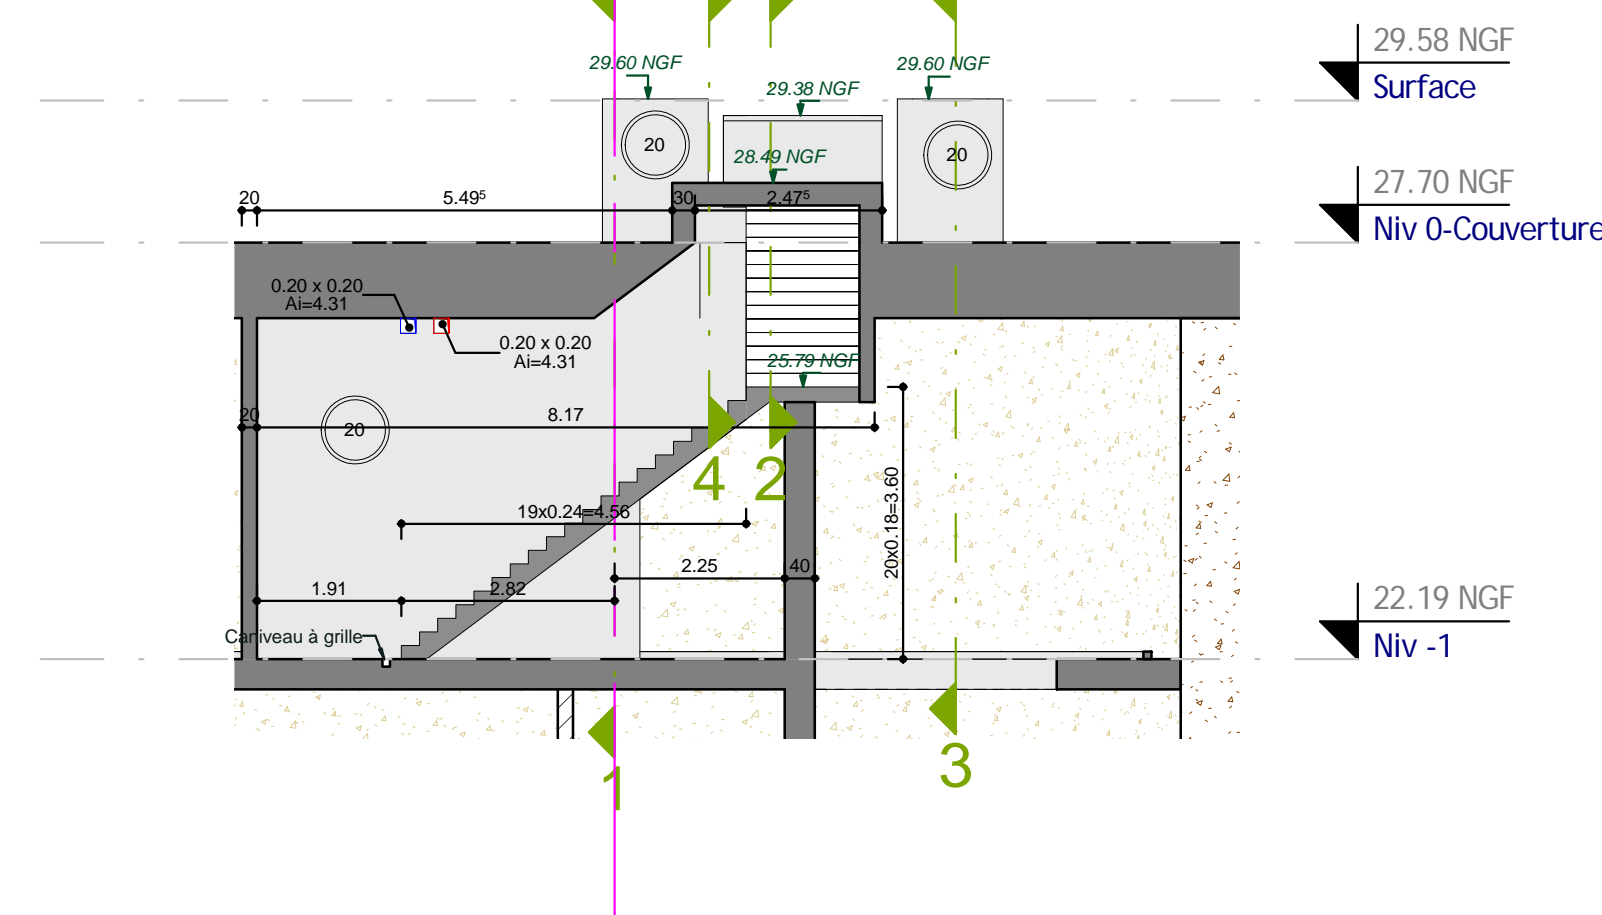 29.58 NGF
Surface
29.60 NGF
29.38 NGF
29.60 NGF
20
20
28.49 NGF
27.70 NGF
Niv 0-Couverture
20
5.49⁵
30
2.47⁵
0.20 x 0.20
Ai=4.31
0.20 x 0.20
Ai=4.31
25.79 NGF
20
8.17
20
4
2
19x0.24=4.56
20x0.18=3.60
2.25
40
1.91
2.82
22.19 NGF
Niv -1
Caniveau à grille
1
3